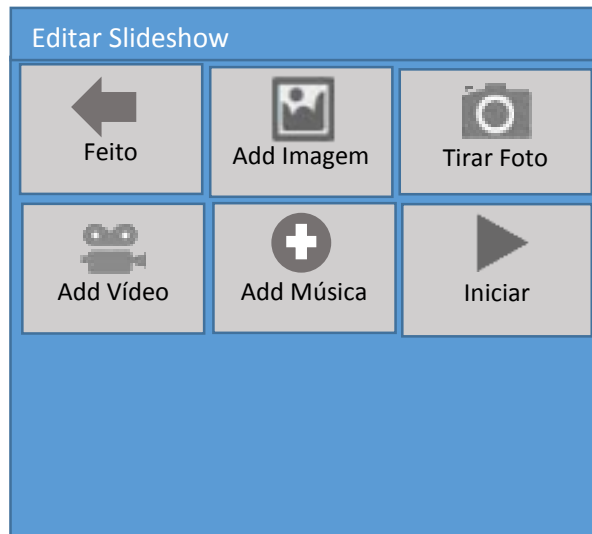 Editar Slideshow
Feito
Add Imagem
Tirar Foto
Add Vídeo
Add Música
Iniciar